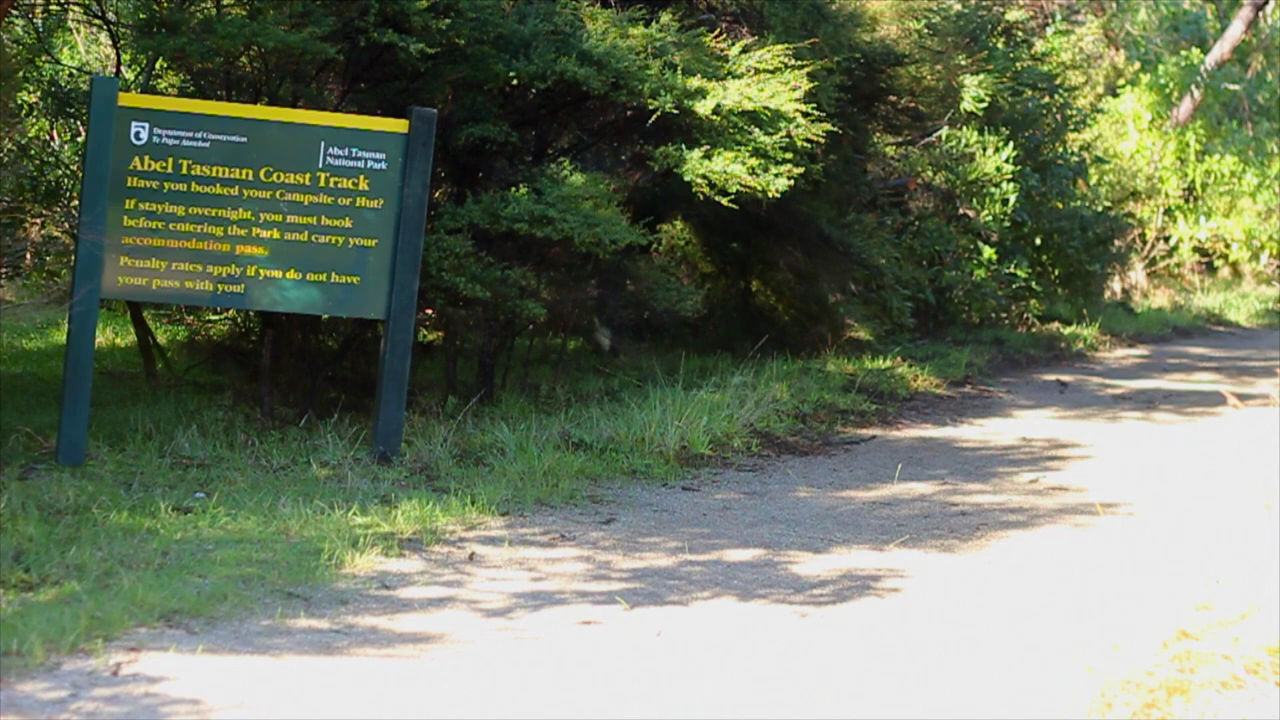 Department of Conservation
Te Papa Atawhai
Abel Tasman
National Park
Abel Tasman Coast Track
Have you booked your Campsite or Hut?
If staying overnight, you must book
before entering the Park and carry your
accommodation pass.
Penalty rates apply if you do not have
your pass with you!